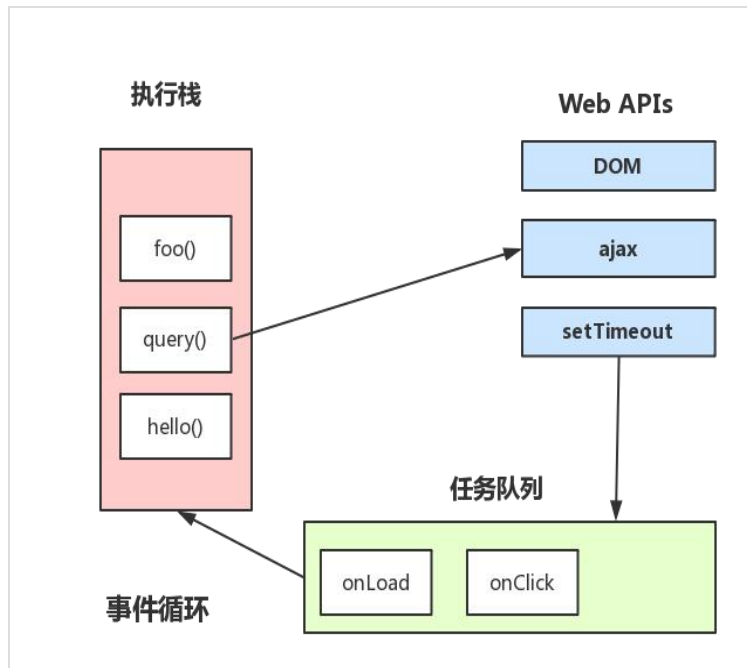 执行栈
Web APIs
DOM
foo()
ajax
query()
setTimeout
hello()
任务队列
onLoad
onClick
事件循环